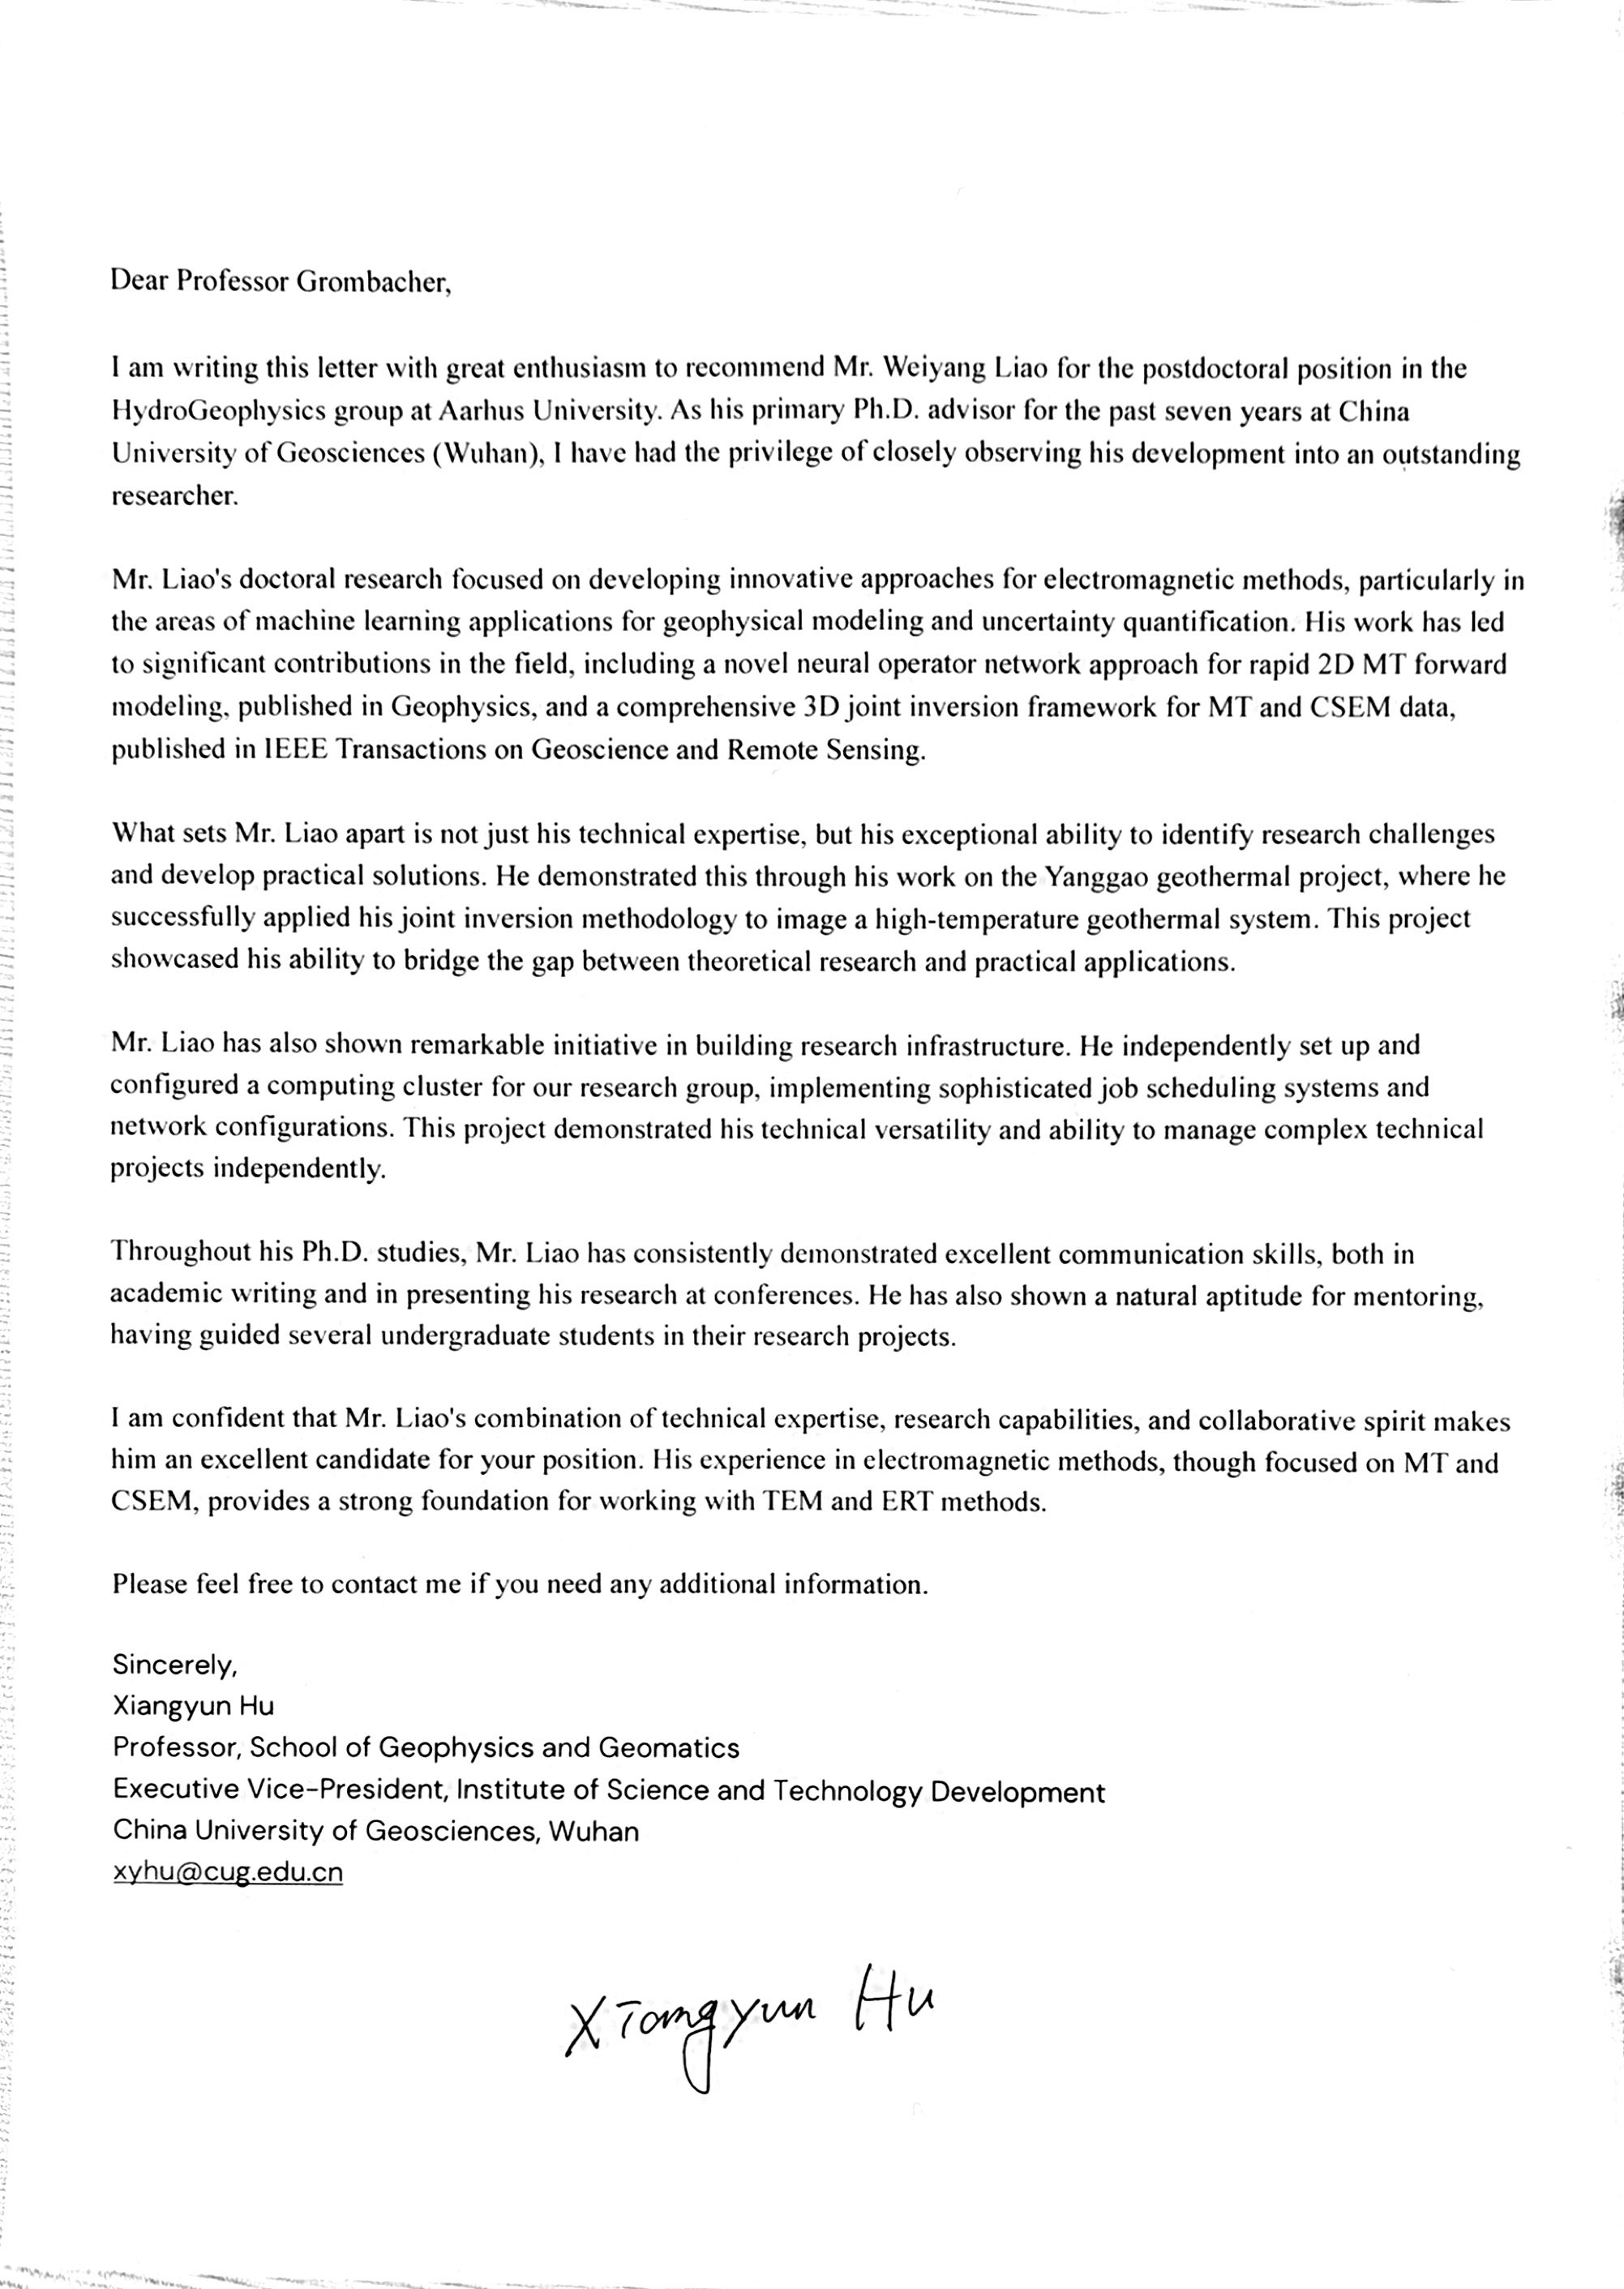 Dear Professor Grombacher,
I am writing this letter with great enthusiasm to recommend Mr. Weiyang Liao for the postdoctoral position in the
HydroGeophysics group at Aarhus University. As his primary Ph.D. advisor for the past seven years at China
University of Geosciences (Wuhan), I have had the privilege of closely observing his development into an outstanding
researcher.
Mr. Liao's doctoral research focused on developing innovative approaches for electromagnetic methods, particularly in
the areas of machine learning applications for geophysical modeling and uncertainty quantification. His work has led
to significant contributions in the field, including a novel neural operator network approach for rapid 2D MT forward
modeling, published in Geophysics, and a comprehensive 3D joint inversion framework for MT and CSEM data,
published in IEEE Transactions on Geoscience and Remote Sensing.
What sets Mr. Liao apart is not just his technical expertise, but his exceptional ability to identify research challenges
and develop practical solutions. He demonstrated this through his work on the Yanggao geothermal project, where he
successfully applied his joint inversion methodology to image a high-temperature geothermal system. This project
showcased his ability to bridge the gap between theoretical research and practical applications.
Mr. Liao has also shown remarkable initiative in building research infrastructure. He independently set up and
configured a computing cluster for our research group, implementing sophisticated job scheduling systems and
network configurations. This project demonstrated his technical versatility and ability to manage complex technical
projects independently.
Throughout his Ph.D. studies, Mr. Liao has consistently demonstrated excellent communication skills, both in
academic writing and in presenting his research at conferences. He has also shown a natural aptitude for mentoring,
having guided several undergraduate students in their research projects.
I am confident that Mr. Liao's combination of technical expertise, research capabilities, and collaborative spirit makes
him an excellent candidate for your position. His experience in electromagnetic methods, though focused on MT and
CSEM, provides a strong foundation for working with TEM and ERT methods.
Please feel free to contact me if you need any additional information.
Sincerely,
Xiangyun Hu
Professor, School of Geophysics and Geomatics
Executive Vice-President, Institute of Science and Technology Development
China University of Geosciences, Wuhan
xyhu@cug.edu.cn
Xiangyun Hu